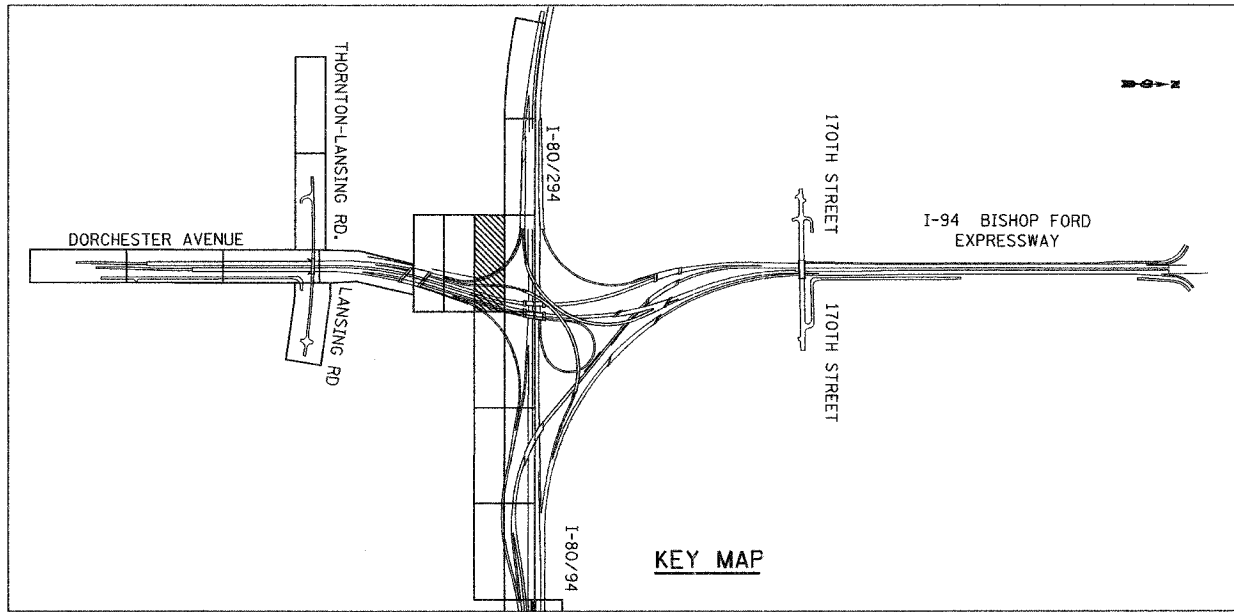 THORNTON-LANSING RD.
I-80/294
170TH STREET
N
I-94 BISHOP FORD
EXPRESSWAY
DORCHESTER AVENUE
LANSING RD
170TH STREET
I-80/94
KEY MAP